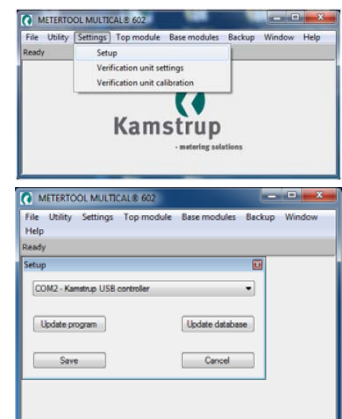 METERTOOL MULTICAL® 602
File Utility Settings Top module Base modules Backup Window Help
Ready
Setup
Verification unit settings
Verification unit calibration
Kamstrup
- metering solutions
METERTOOL MULTICAL® 602
File Utility Settings Top module Base modules Backup Window
Help
Ready
Setup
COM2 - Kamstrup USB controller
Update program Update database
Save Cancel